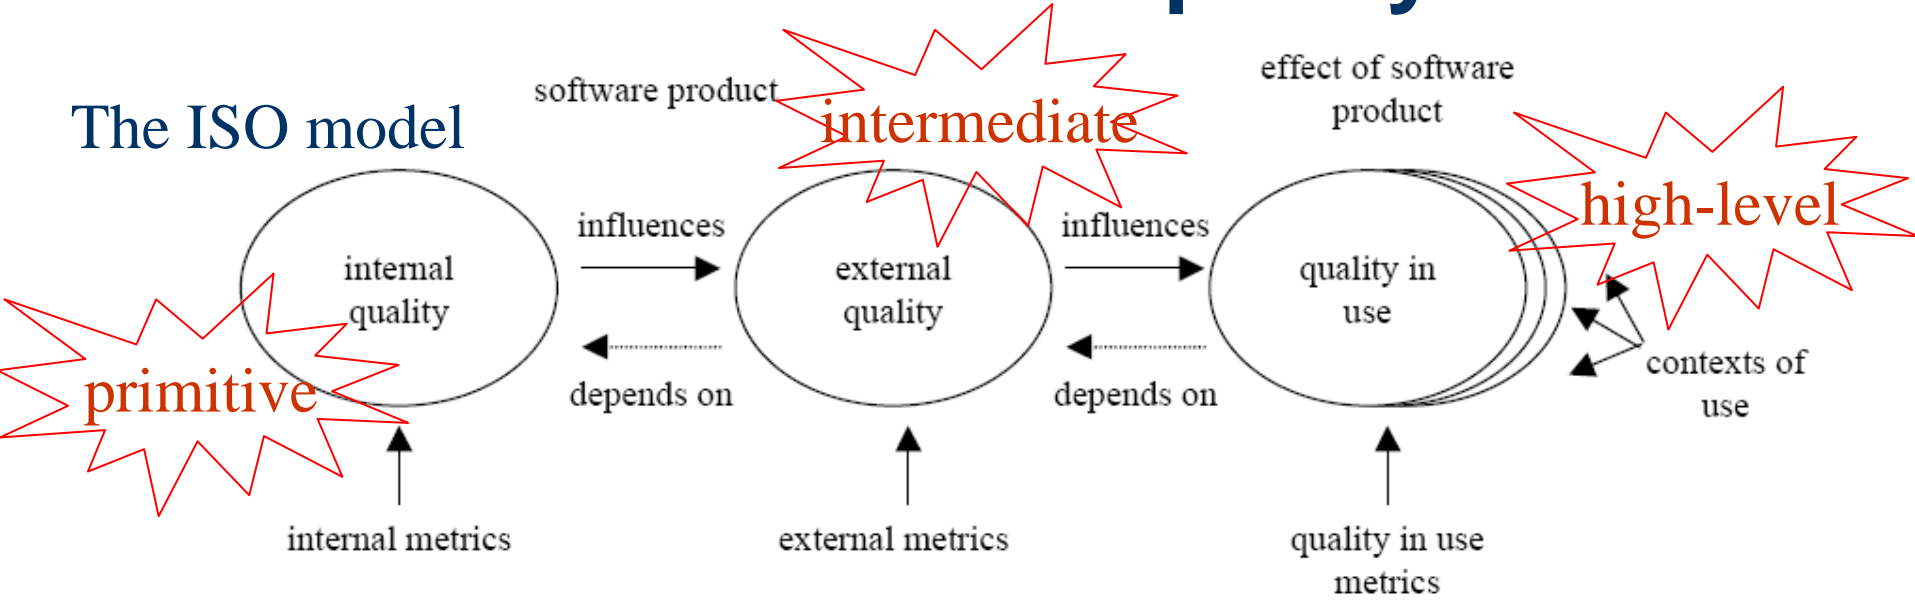 The ISO model
software product
intermediate
effect of software
product
high-level
influences
influences
internal
quality
external
quality
quality in
use
primitive
depends on
depends on
contexts of
use
internal metrics
external metrics
quality in use
metrics